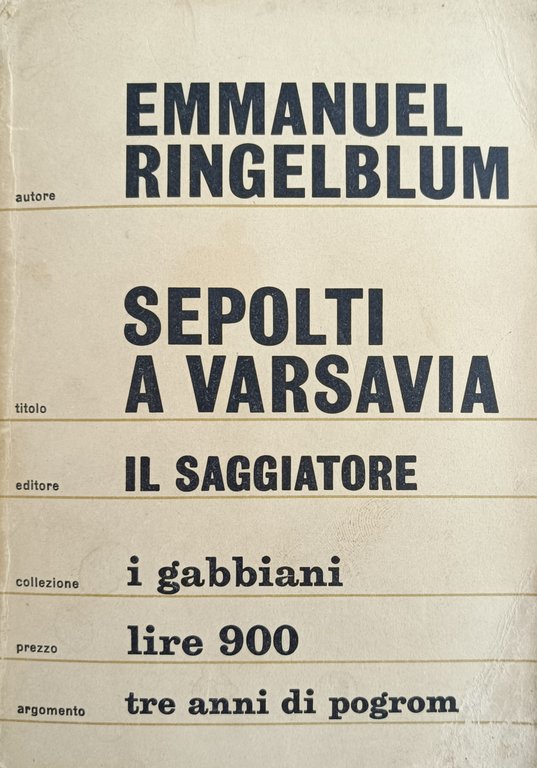 EMMANUEL
autore RINGELBLUM
SEPOLTI
titolo A VARSAVIA
editore IL SAGGIATORE
collezione i gabbiani
prezzo lire 900
argomento tre anni di pogrom